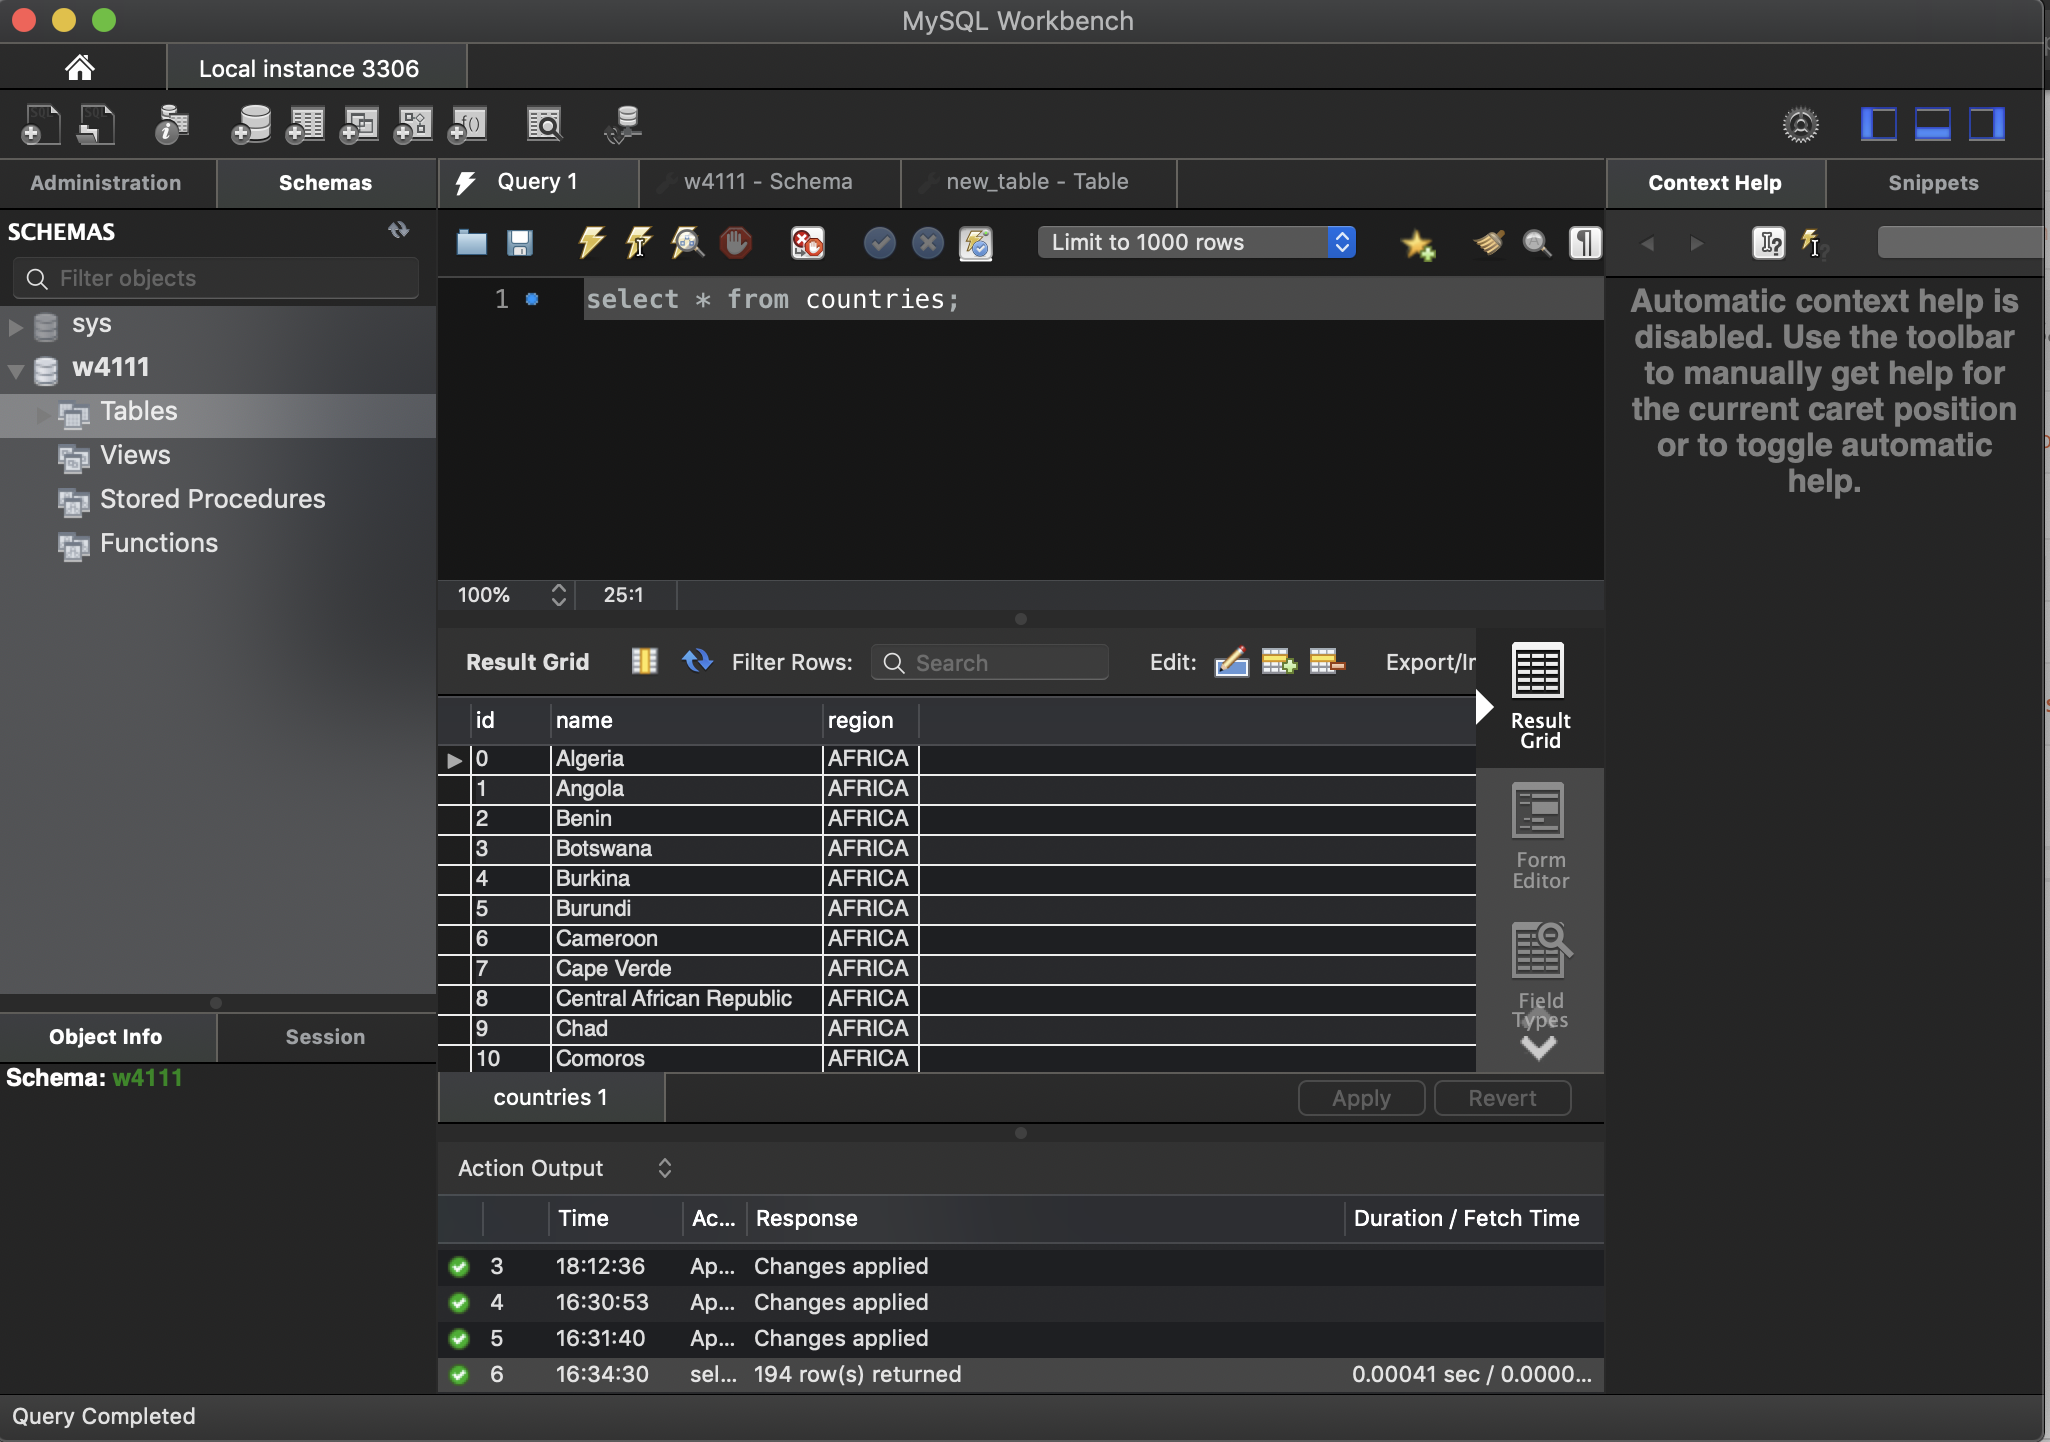 MySQL Workbench
Local instance 3306
Administration
Schemas
Query 1
w4111 - Schema
new_table - Table
Context Help
Snippets
SCHEMAS
Filter objects
sys
w4111
Tables
Views
Stored Procedures
Functions
Limit to 1000 rows
1 select * from countries;
Automatic context help is
disabled. Use the toolbar
to manually get help for
the current caret position
or to toggle automatic
help.
100% 25:1
Result Grid Filter Rows: Search Edit: Export/Ir
id name region
0 Algeria AFRICA
1 Angola AFRICA
2 Benin AFRICA
3 Botswana AFRICA
4 Burkina AFRICA
5 Burundi AFRICA
6 Cameroon AFRICA
7 Cape Verde AFRICA
8 Central African Republic AFRICA
9 Chad AFRICA
10 Comoros AFRICA
Result
Grid
Form
Editor
Field
Types
countries 1
Apply
Revert
Object Info
Session
Schema: w4111
Action Output
Time Ac... Response Duration / Fetch Time
3 18:12:36 Ap... Changes applied
4 16:30:53 Ap... Changes applied
5 16:31:40 Ap... Changes applied
6 16:34:30 sel... 194 row(s) returned 0.00041 sec / 0.0000...
Query Completed